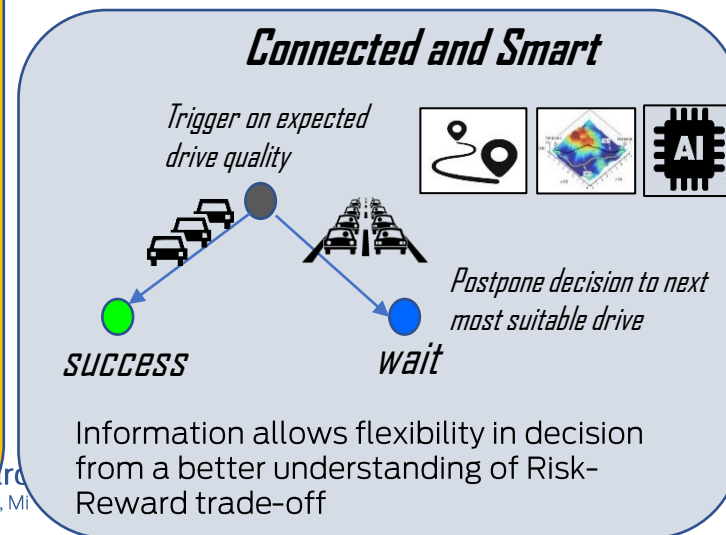 Connected and Smart
Trigger on expected
drive quality
AI
Postpone decision to next
most suitable drive
success
wait
Information allows flexibility in decision
from a better understanding of Risk-
Reward trade-off
, Mi